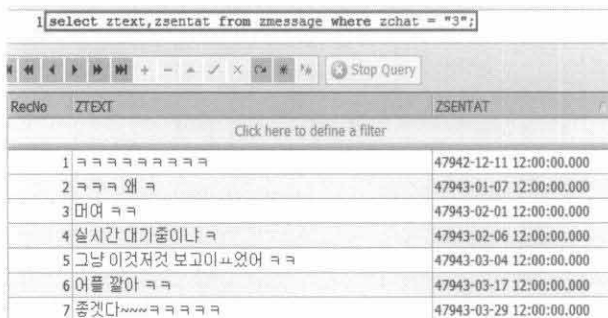 1 select ztext,zsentat from zmessage where zchat = "3";
Stop Query
RecNo ZTEXT ZSENTAT
Click here to define a filter
1 ㅋㅋㅋㅋㅋㅋㅋㅋㅋ 47942-12-11 12:00:00.000
2 ㅋㅋㅋ 왜 ㅋ 47943-01-07 12:00:00.000
3 머여 ㅋㅋ 47943-02-01 12:00:00.000
4 실시간 대기중이냐 ㅋ 47943-02-06 12:00:00.000
5 그냥 이것저것 보고이ㅛ었어 ㅋㅋ 47943-03-04 12:00:00.000
6 어플 깔아 ㅋㅋ 47943-03-17 12:00:00.000
7 좋겟다~~~ㅋㅋㅋㅋㅋ 47943-03-29 12:00:00.000